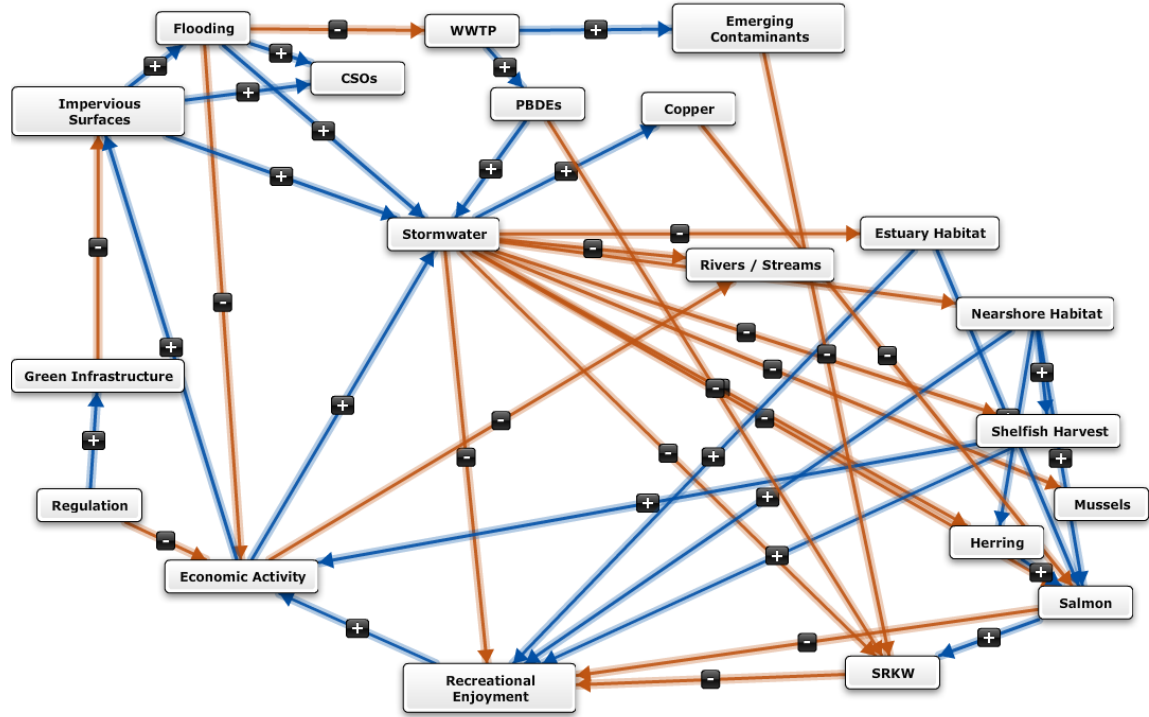 Flooding
WWTP
Emerging
Contaminants
CSOs
Impervious
Surfaces
PBDEs
Copper
Stormwater
Estuary Habitat
Rivers / Streams
Nearshore Habitat
Green Infrastructure
Shelfish Harvest
Regulation
Mussels
Herring
Economic Activity
Salmon
Recreational
Enjoyment
SRKW